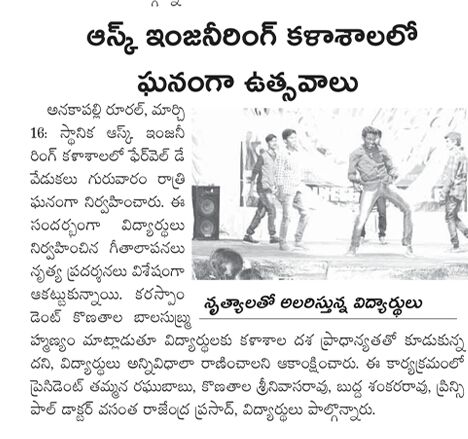 ఆస్క్ ఇంజనీరింగ్ కళాశాలలో
ఘనంగా ఉత్సవాలు
అనకాపల్లి రూరల్, మార్చి
16: స్థానిక ఆస్క్ ఇంజనీ
రింగ్ కళాశాలలో ఫేర్‌వెల్ డే
వేడుకలు గురువారం రాత్రి
ఘనంగా నిర్వహించారు. ఈ
సందర్భంగా విద్యార్థులు
నిర్వహించిన గీతాలాపనలు
నృత్య ప్రదర్శనలు విశేషంగా
ఆకట్టుకున్నాయి. కరస్పాం
డెంట్ కొణతాల బాలసుబ్ర
నృత్యాలతో అలరిస్తున్న విద్యార్థులు
హ్మణ్యం మాట్లాడుతూ విద్యార్థులకు కళాశాల దశ ప్రాధాన్యతతో కూడుకున్న
దని, విద్యార్థులు అన్నివిధాలా రాణించాలని ఆకాంక్షించారు. ఈ కార్యక్రమంలో
ప్రెసిడెంట్ తమ్మన రఘుబాబు, కొణతాల శ్రీనివాసరావు, బుద్ధ శంకరరావు, ప్రిన్సి
పాల్ డాక్టర్ వసంత రాజేంద్ర ప్రసాద్, విద్యార్థులు పాల్గొన్నారు.